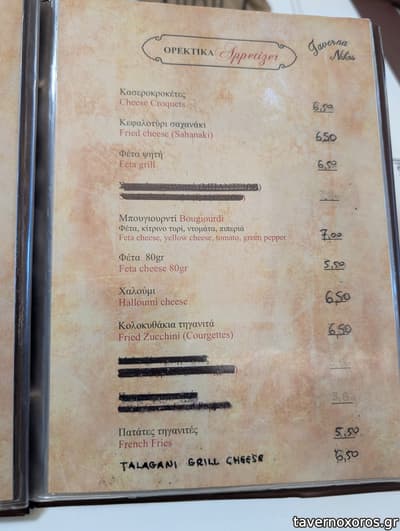 ΟΡΕΚΤΙΚΑ Appetizer
Taverna Nikos
Κασεροκροκέτες
Cheese Croquets 6,50
Κεφαλοτύρι σαγανάκι
Fried cheese (Sahanaki) 6,50
Φέτα ψητή
Feta grill 6,50
Μπουγιουρντί Bougiourdi
Φέτα, κίτρινο τυρί, ντομάτα, πιπεριά
Feta cheese, yellow cheese, tomato, green pepper 7,00
Φέτα 80gr
Feta cheese 80gr 5,50
Χαλούμι
Halloumi cheese 6,50
Κολοκυθάκια τηγανιτά
Fried Zucchini (Courgettes) 6,50
Πατάτες τηγανιτές
French Fries 5,50
TALAGANI GRILL CHEESE 6,50
tavernoxoros.gr